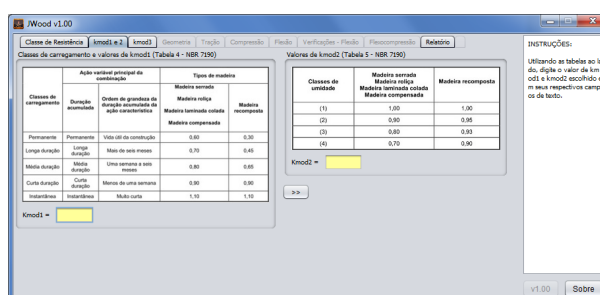 JWood v1.00
Classe de Resistência kmod1 e 2 kmod3 Geometria Tração Compressão Flexão Verificações - Flexão Flexocompressão Relatório
Classes de carregamento e valores de kmod1 (Tabela 4 - NBR 7190)
Classes de carregamento
Ação variável principal da combinação
Tipos de madeira
Duração acumulada
Ordem de grandeza da duração acumulada da ação característica
Madeira serrada
Madeira roliça
Madeira laminada colada
Madeira compensada
Madeira recomposta
Permanente Permanente Vida útil da construção 0,60 0,30
Longa duração Longa duração Mais de seis meses 0,70 0,45
Média duração Média duração Uma semana a seis meses 0,80 0,65
Curta duração Curta duração Menos de uma semana 0,90 0,90
Instantânea Instantânea Muito curta 1,10 1,10
Kmod1 =
Valores de kmod2 (Tabela 5 - NBR 7190)
Classes de umidade
Madeira serrada
Madeira roliça
Madeira laminada colada
Madeira compensada
Madeira recomposta
(1) 1,00 1,00
(2) 0,90 0,95
(3) 0,80 0,93
(4) 0,70 0,90
Kmod2 =
>>
INSTRUÇÕES:
Utilizando as tabelas ao la
do, digite o valor de km
od1 e kmod2 escolhido e
m seus respectivos camp
os de texto.
v1.00 Sobre